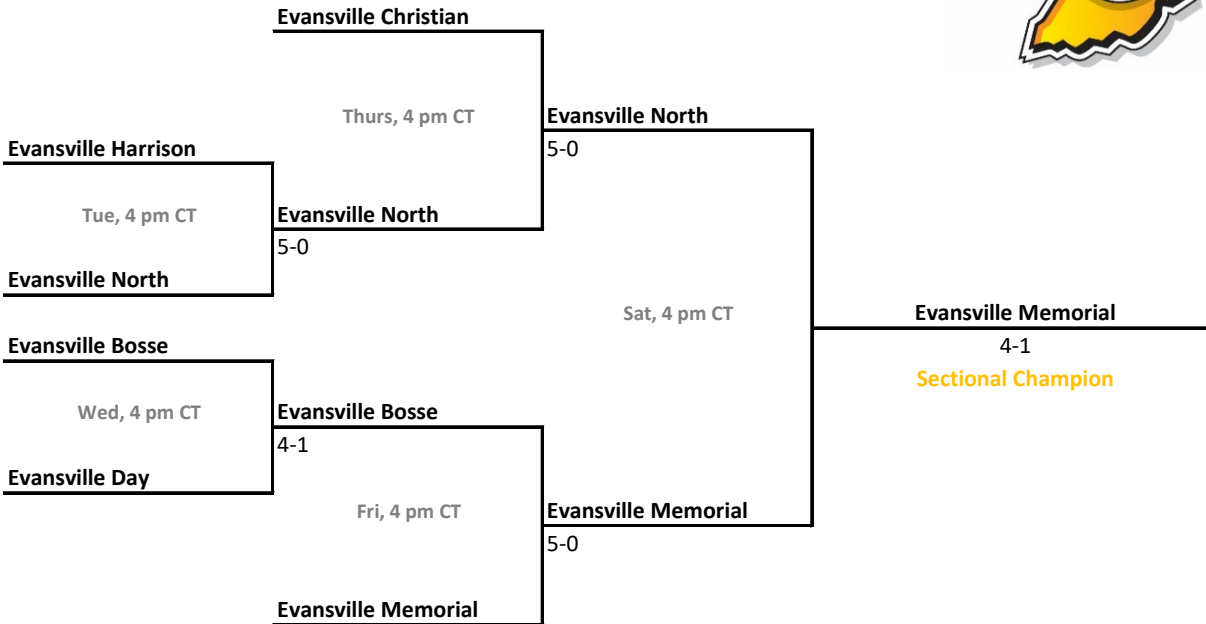 Evansville Christian
Thurs, 4 pm CT
Evansville North
Evansville Harrison
5-0
Tue, 4 pm CT
Evansville North
5-0
Evansville North
Sat, 4 pm CT
Evansville Memorial
Evansville Bosse
4-1
Sectional Champion
Wed, 4 pm CT
Evansville Bosse
4-1
Evansville Day
Fri, 4 pm CT
Evansville Memorial
5-0
Evansville Memorial